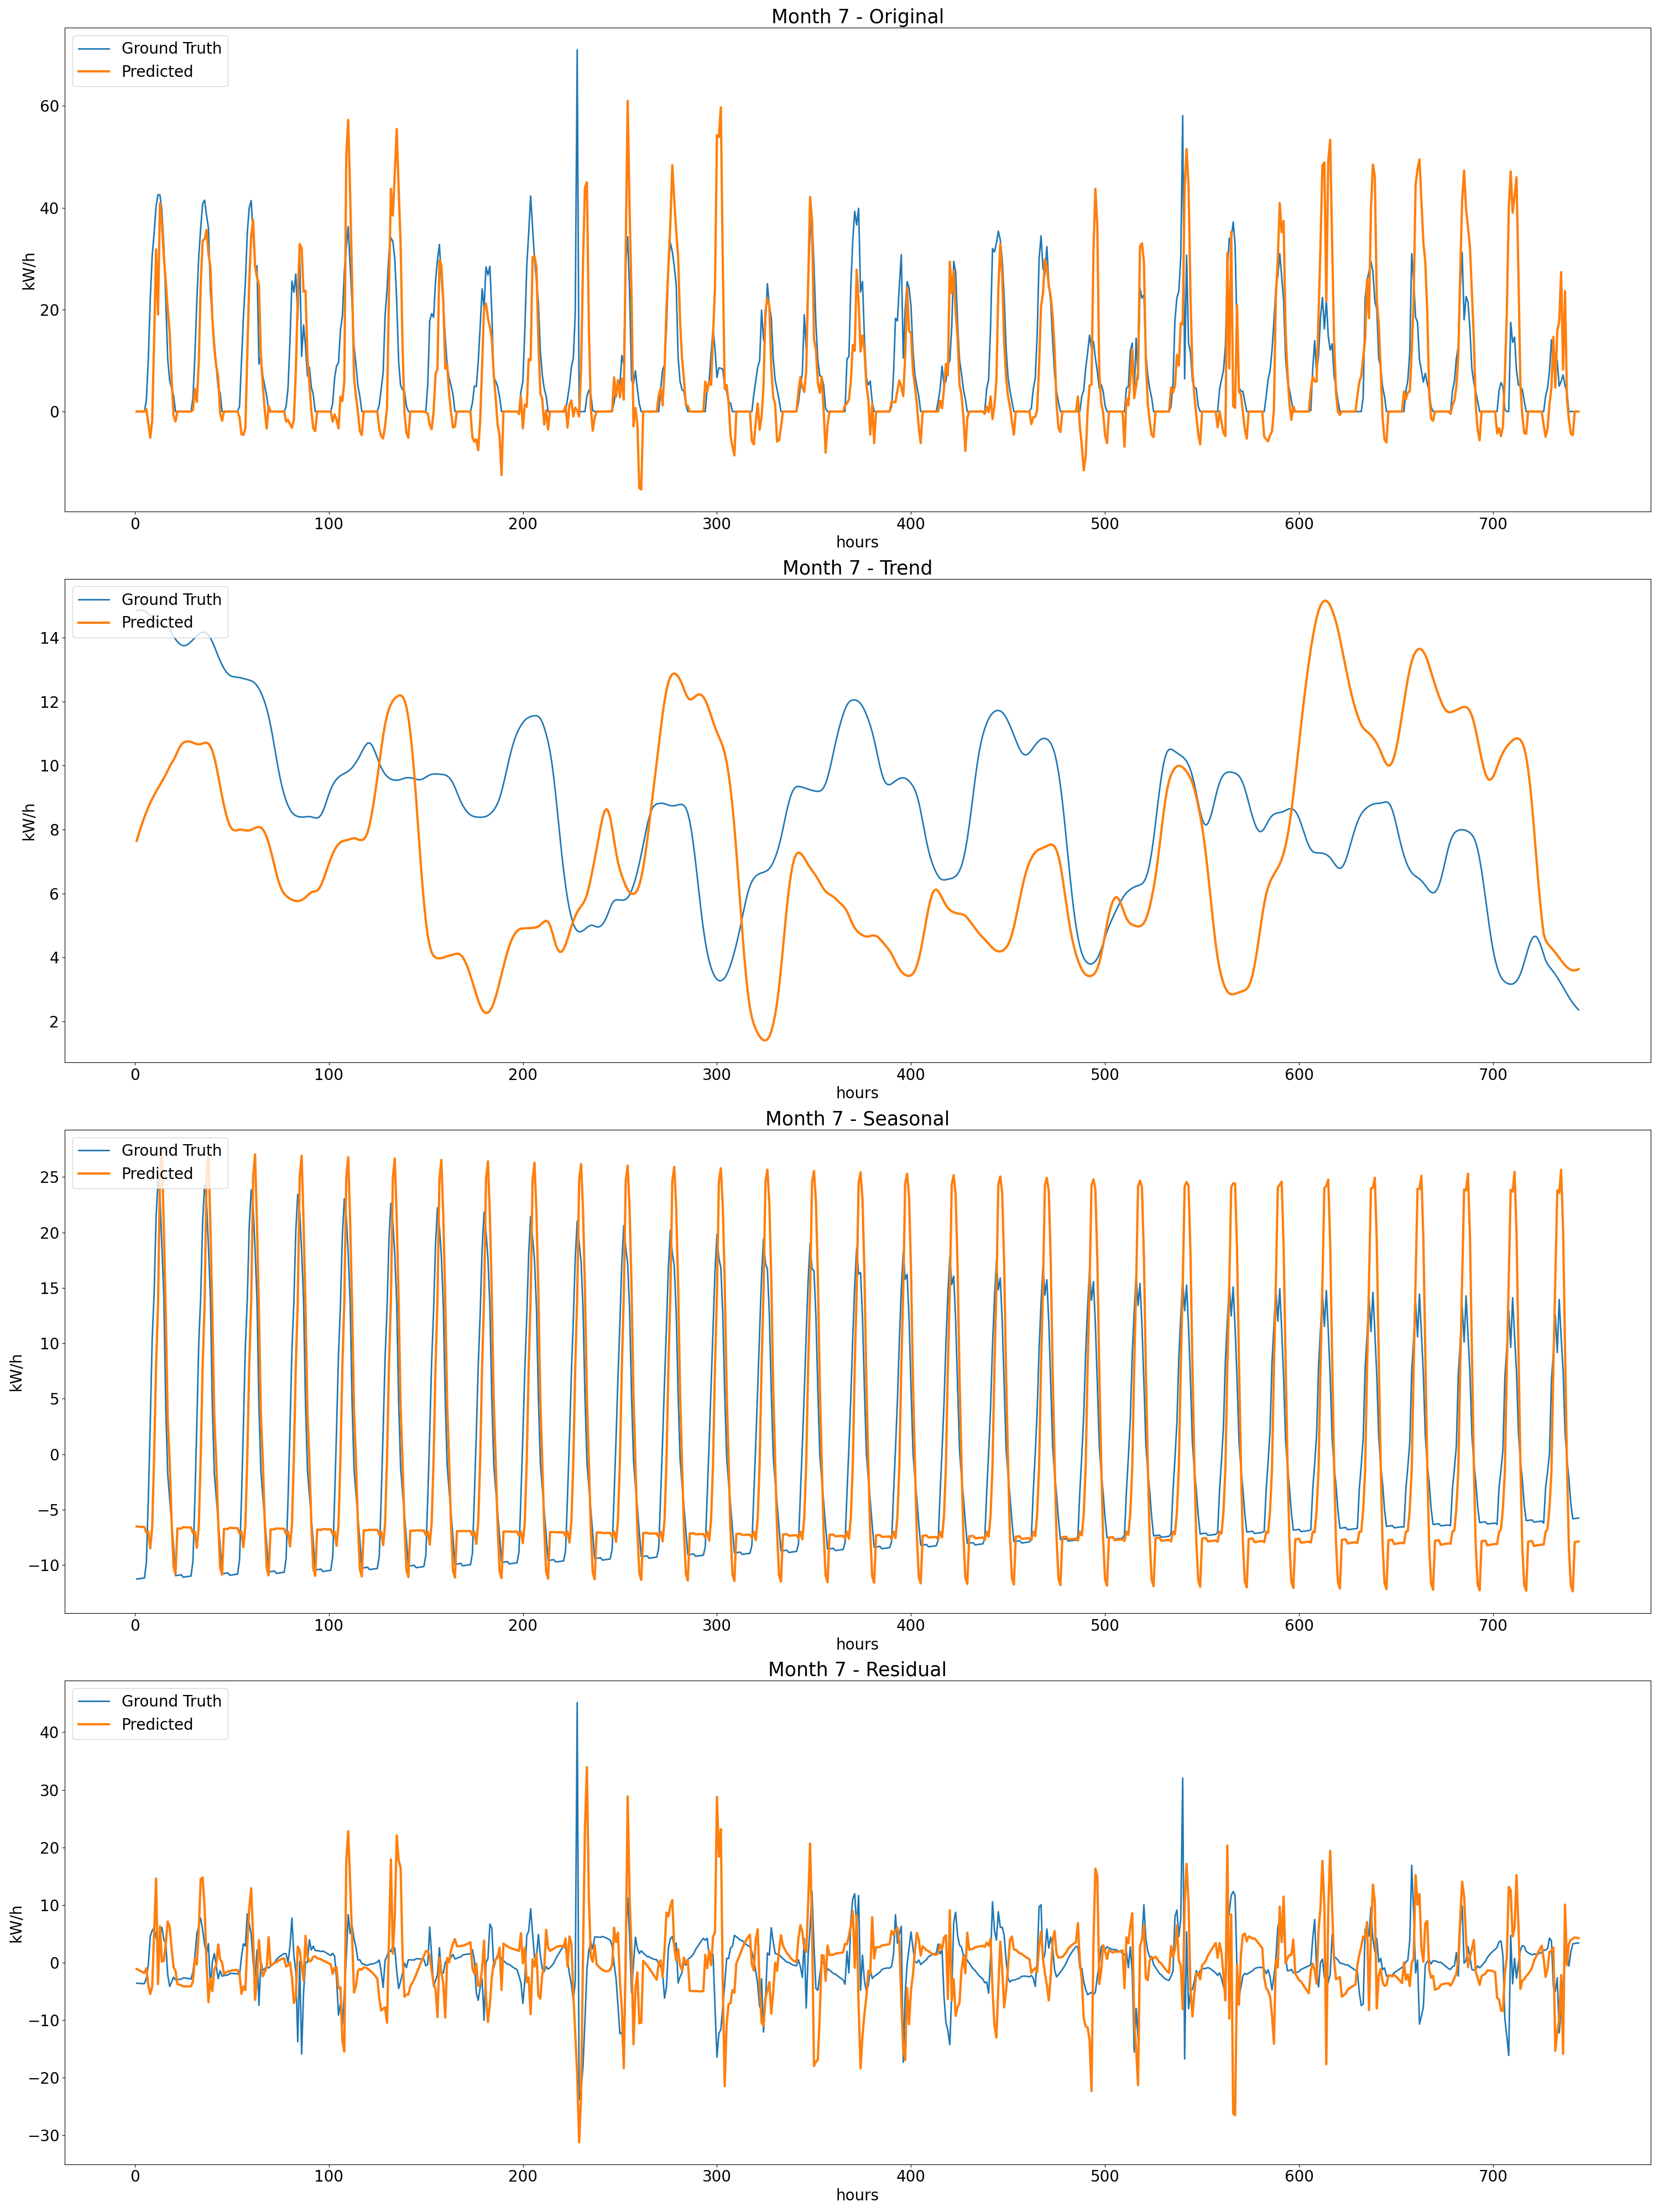 Month 7 - Original
Ground Truth
Predicted
kW/h
60
40
20
0
0 100 200 300 400 500 600 700
hours
Month 7 - Trend
Ground Truth
Predicted
kW/h
14
12
10
8
6
4
2
0 100 200 300 400 500 600 700
hours
Month 7 - Seasonal
Ground Truth
Predicted
kW/h
25
20
15
10
5
0
−5
−10
0 100 200 300 400 500 600 700
hours
Month 7 - Residual
Ground Truth
Predicted
kW/h
40
30
20
10
0
−10
−20
−30
0 100 200 300 400 500 600 700
hours